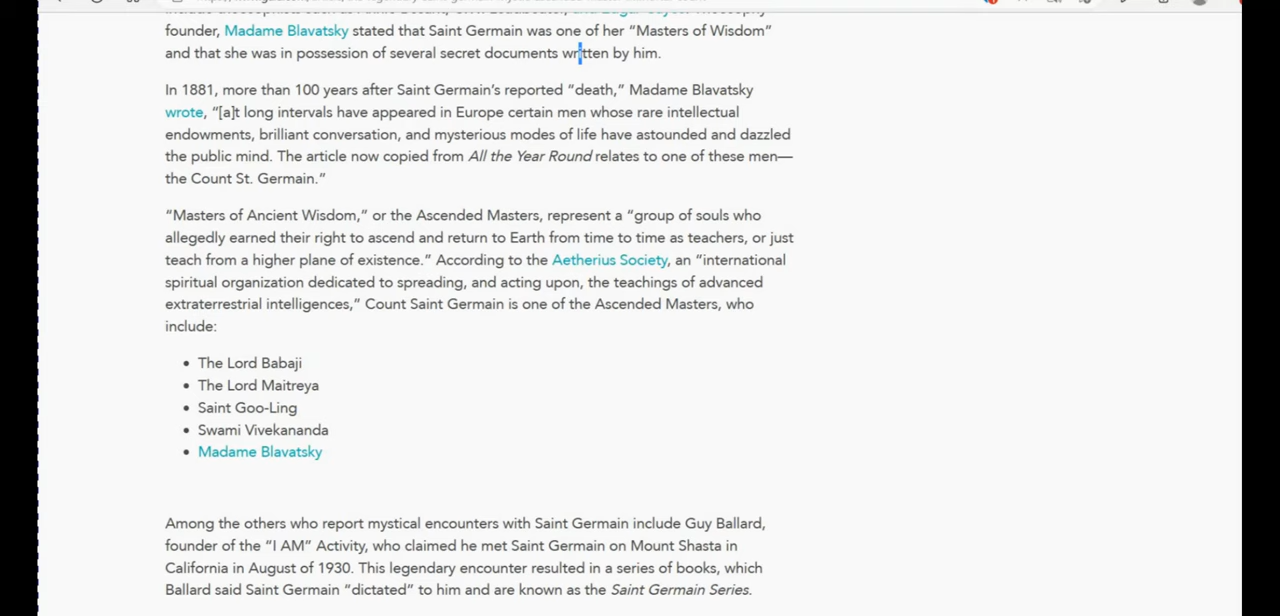 founder, Madame Blavatsky stated that Saint Germain was one of her “Masters of Wisdom”
and that she was in possession of several secret documents written by him.
In 1881, more than 100 years after Saint Germain’s reported “death,” Madame Blavatsky
wrote, “[a]t long intervals have appeared in Europe certain men whose rare intellectual
endowments, brilliant conversation, and mysterious modes of life have astounded and dazzled
the public mind. The article now copied from All the Year Round relates to one of these men—
the Count St. Germain.”
“Masters of Ancient Wisdom,” or the Ascended Masters, represent a “group of souls who
allegedly earned their right to ascend and return to Earth from time to time as teachers, or just
teach from a higher plane of existence.” According to the Aetherius Society, an “international
spiritual organization dedicated to spreading, and acting upon, the teachings of advanced
extraterrestrial intelligences,” Count Saint Germain is one of the Ascended Masters, who
include:
• The Lord Babaji
• The Lord Maitreya
• Saint Goo-Ling
• Swami Vivekananda
• Madame Blavatsky
Among the others who report mystical encounters with Saint Germain include Guy Ballard,
founder of the “I AM” Activity, who claimed he met Saint Germain on Mount Shasta in
California in August of 1930. This legendary encounter resulted in a series of books, which
Ballard said Saint Germain “dictated” to him and are known as the Saint Germain Series.